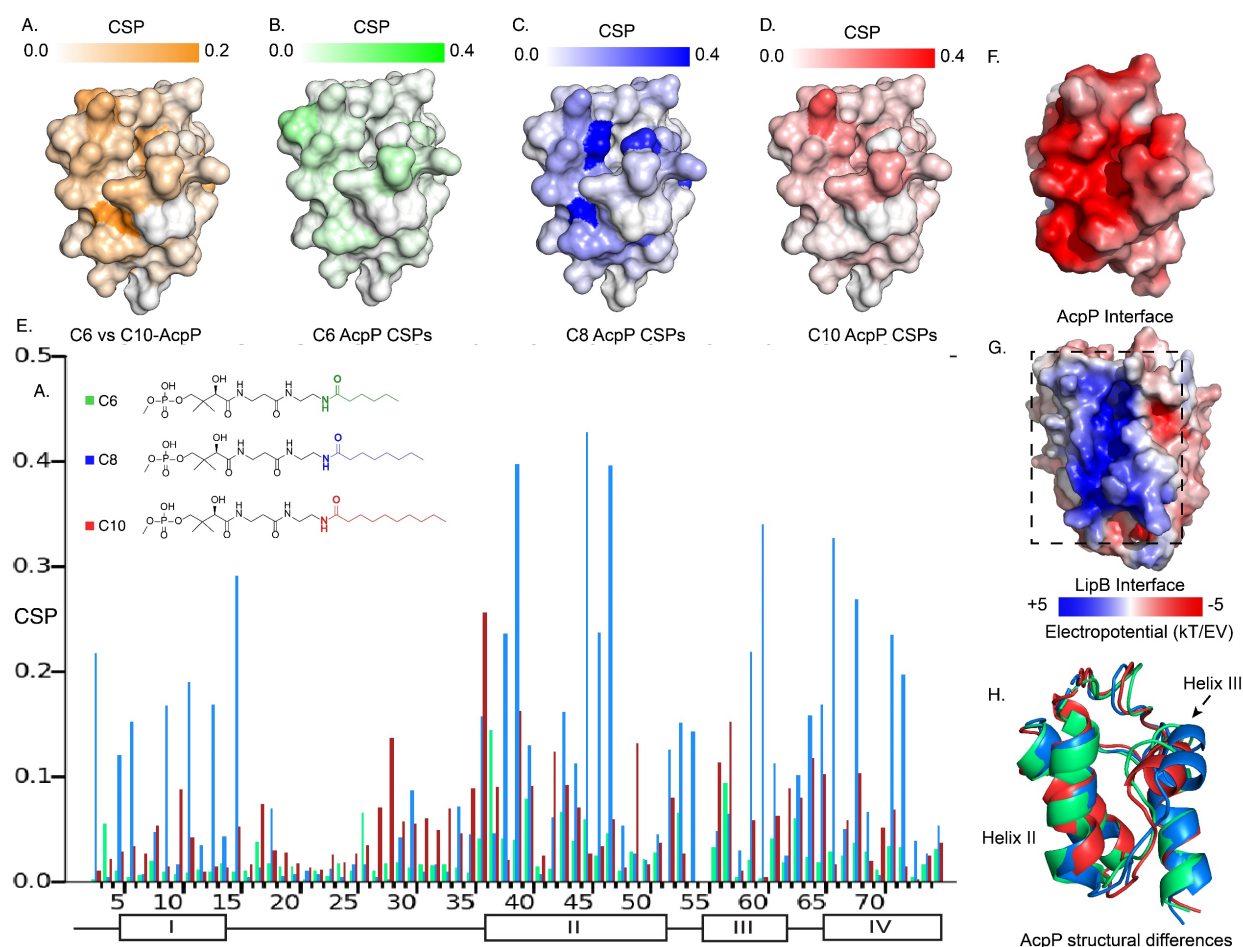 A.
CSP
0.0
0.2
B.
CSP
0.0
0.4
C.
CSP
0.0
0.4
D.
CSP
0.0
0.4
F.
C6 vs C10-AcpP
C6 AcpP CSPs
C8 AcpP CSPs
C10 AcpP CSPs
AcpP Interface
E.
0.5
0.4
0.3
CSP
0.2
0.1
0.0
A.
C6
OH
O
P
OH
O
O
OH
O
H
N
O
H
N
O
N
H
C8
OH
O
P
OH
O
O
OH
O
H
N
O
H
N
O
N
H
C10
OH
O
P
OH
O
O
OH
O
H
N
O
H
N
O
N
H
5 10 15 20 25 30 35 40 45 50 55 60 65 70
I II III IV
G.
LipB Interface
+5
-5
Electropotential (kT/EV)
H.
Helix III
Helix II
AcpP structural differences